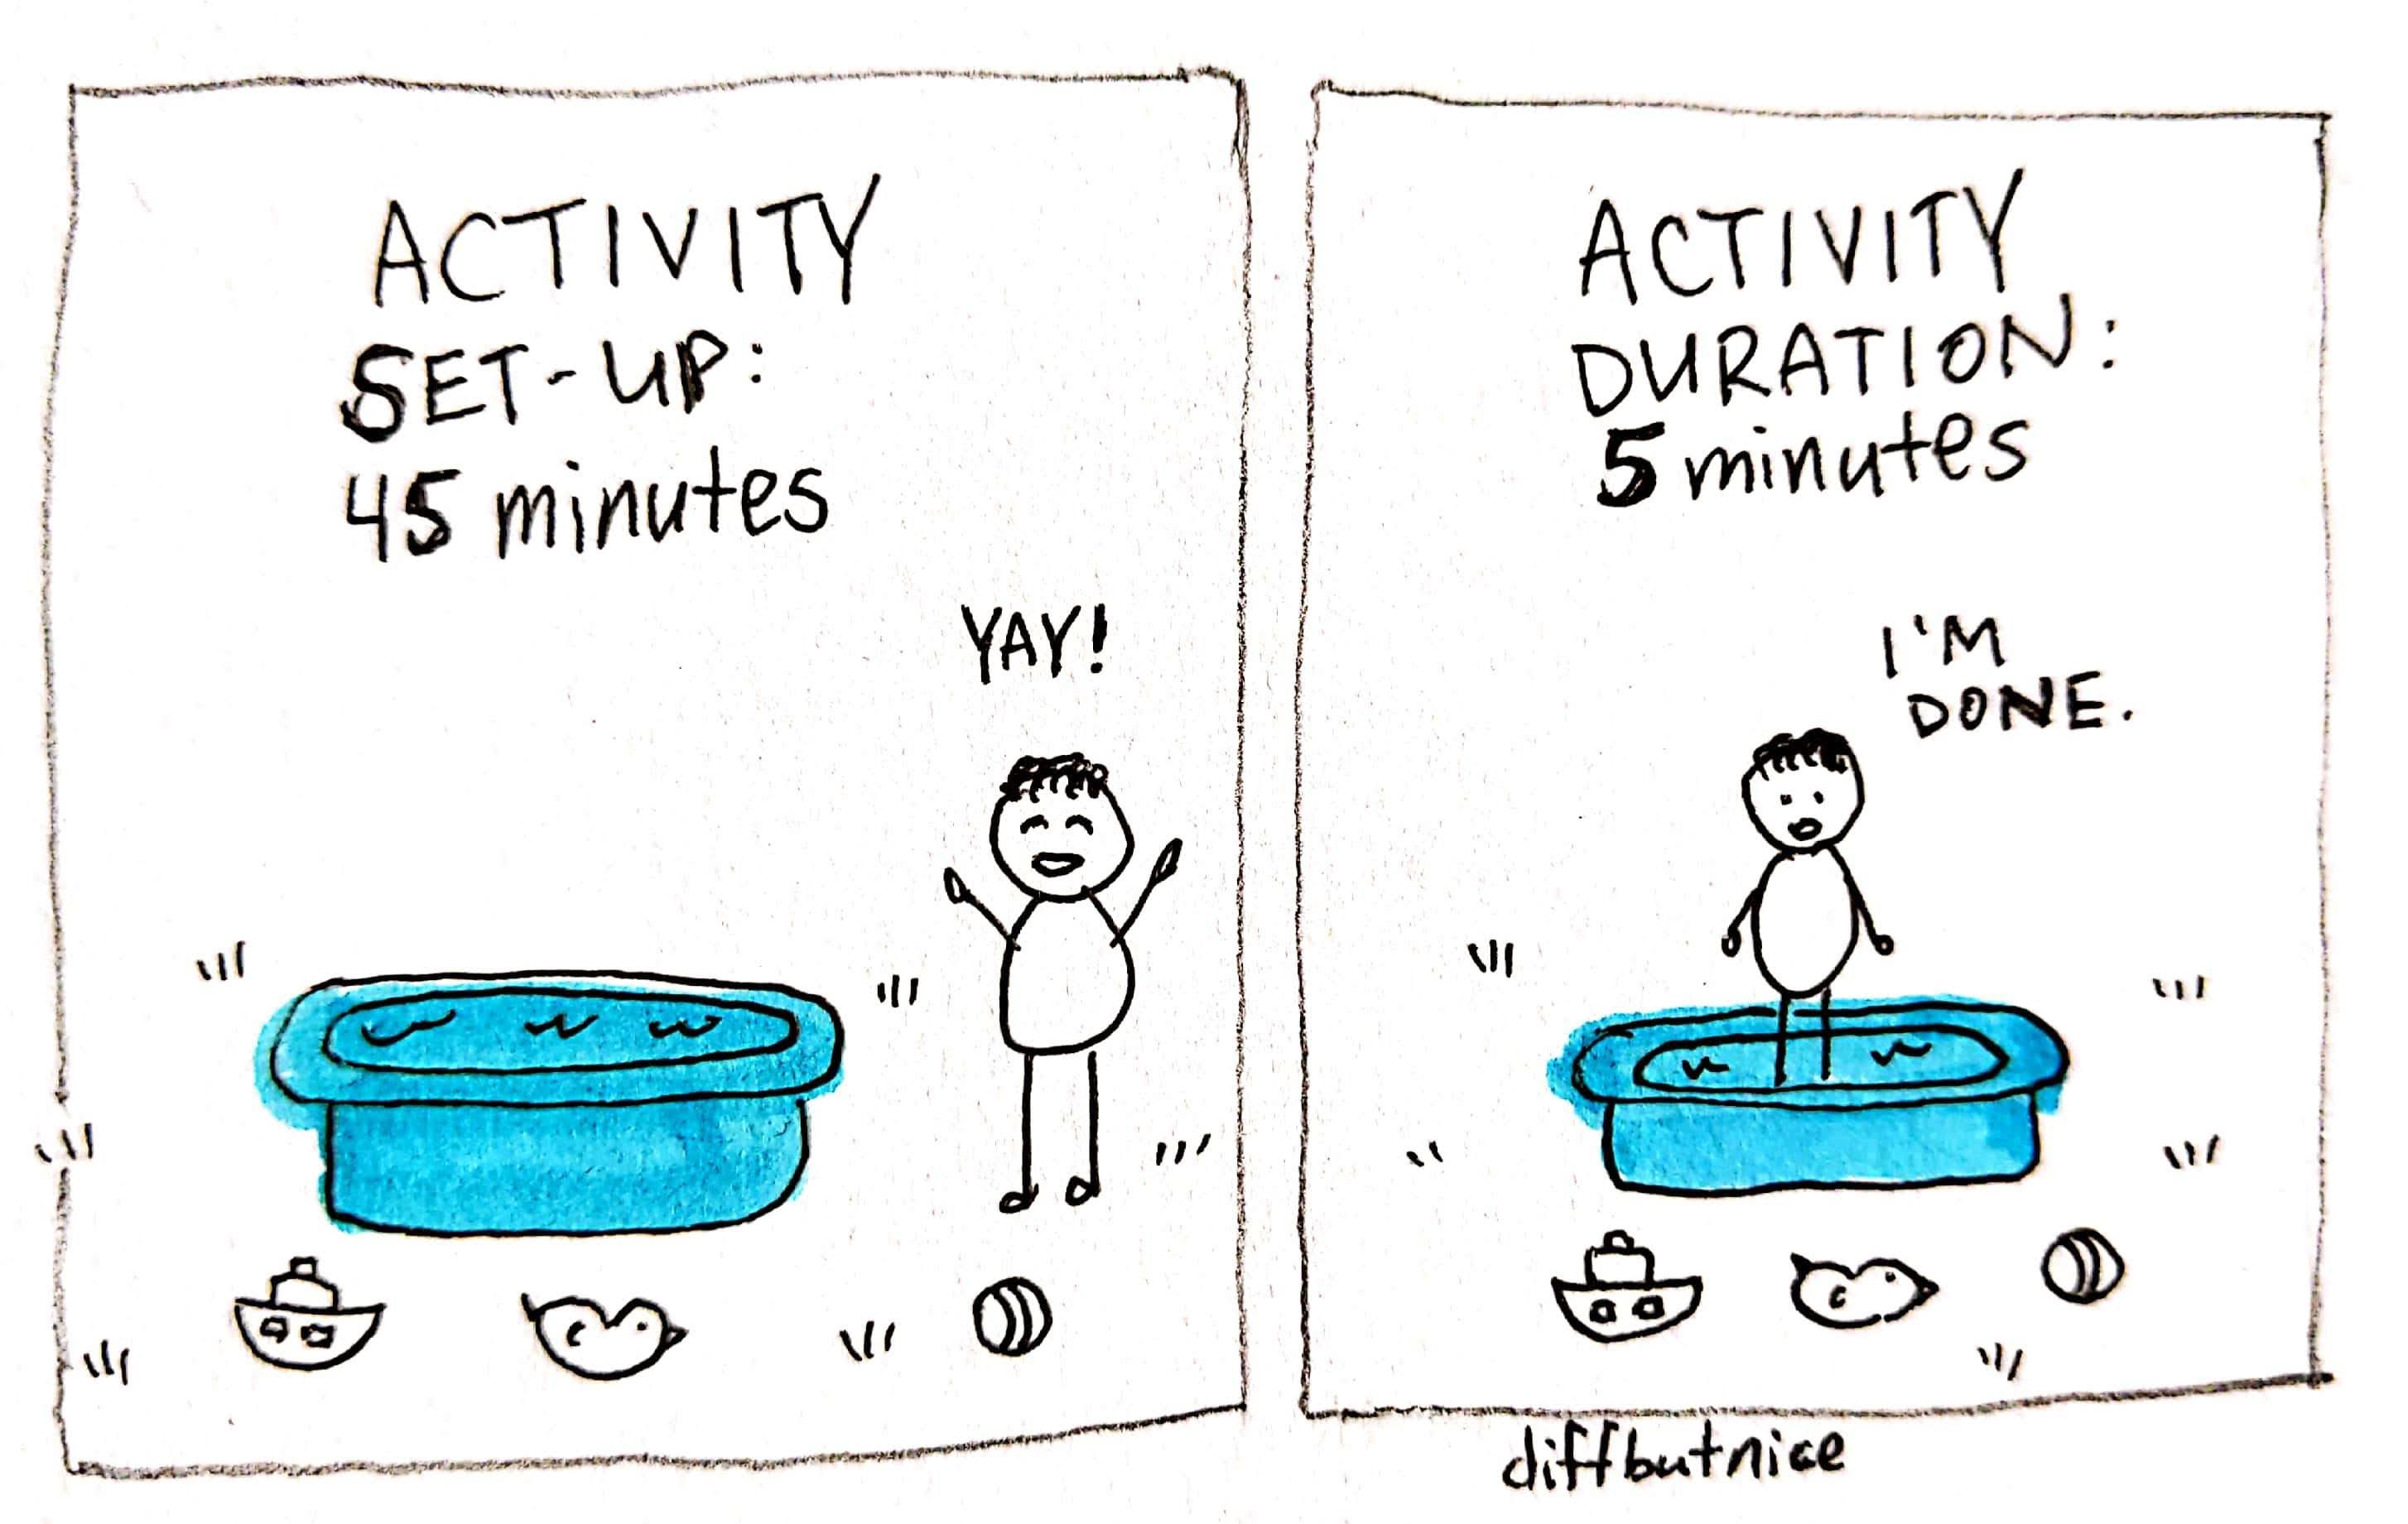 ACTIVITY
SET-UP:
45 minutes
YAY!
ACTIVITY
DURATION:
5 minutes
I'M
DONE.
diffbutnice